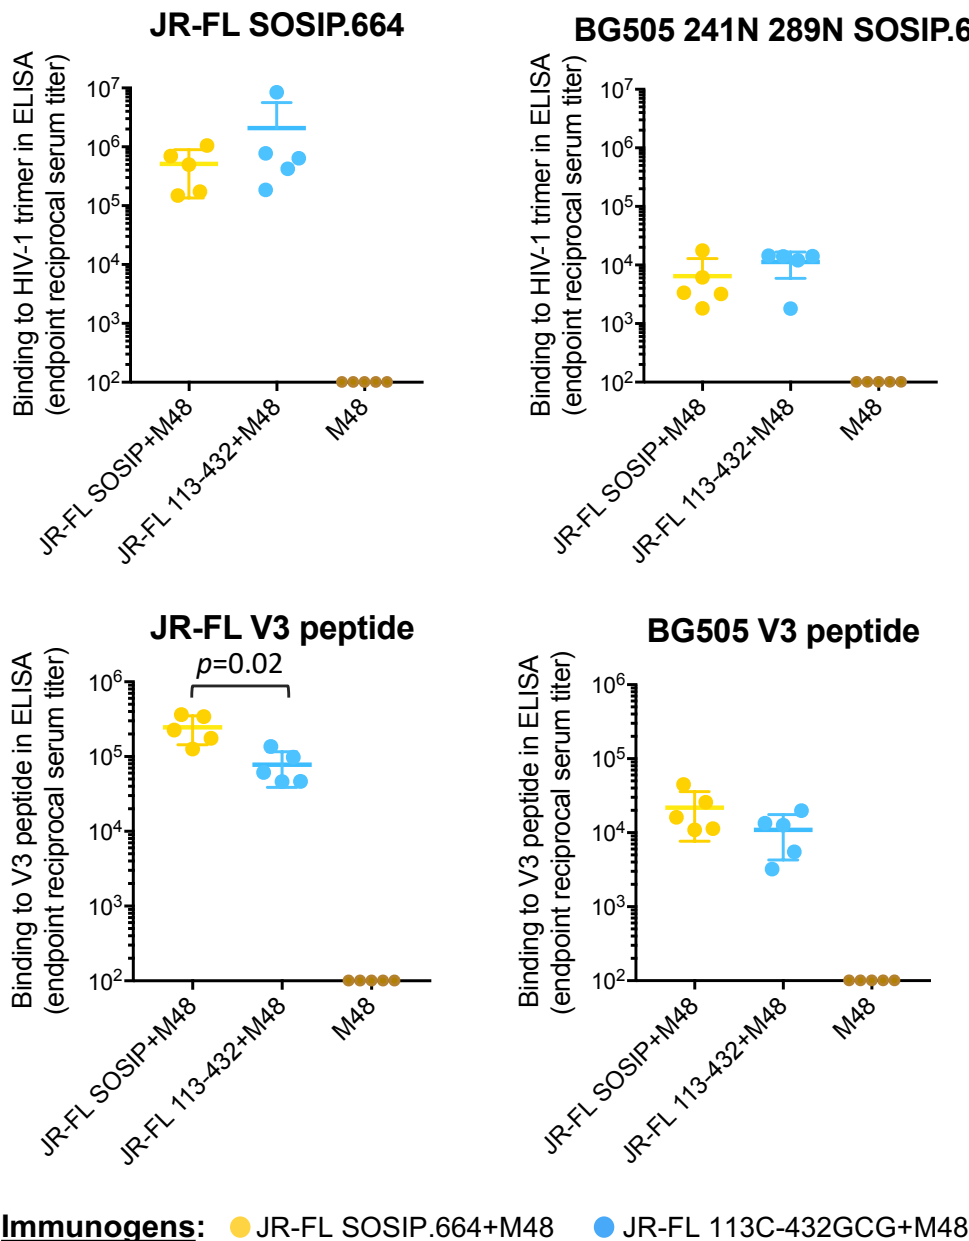 JR-FL SOSIP.664
BG505 241N 289N SOSIP.6
Binding to HIV-1 trimer in ELISA
(endpoint reciprocal serum titer)
10⁷
10⁶
10⁵
10⁴
10³
10²
JR-FL SOSIP+M48
JR-FL 113-432+M48
M48
Binding to HIV-1 trimer in ELISA
(endpoint reciprocal serum titer)
10⁷
10⁶
10⁵
10⁴
10³
10²
JR-FL SOSIP+M48
JR-FL 113-432+M48
M48
JR-FL V3 peptide
p=0.02
Binding to V3 peptide in ELISA
(endpoint reciprocal serum titer)
10⁶
10⁵
10⁴
10³
10²
JR-FL SOSIP+M48
JR-FL 113-432+M48
M48
BG505 V3 peptide
Binding to V3 peptide in ELISA
(endpoint reciprocal serum titer)
10⁶
10⁵
10⁴
10³
10²
JR-FL SOSIP+M48
JR-FL 113-432+M48
M48
Immunogens: JR-FL SOSIP.664+M48 JR-FL 113C-432GCG+M48